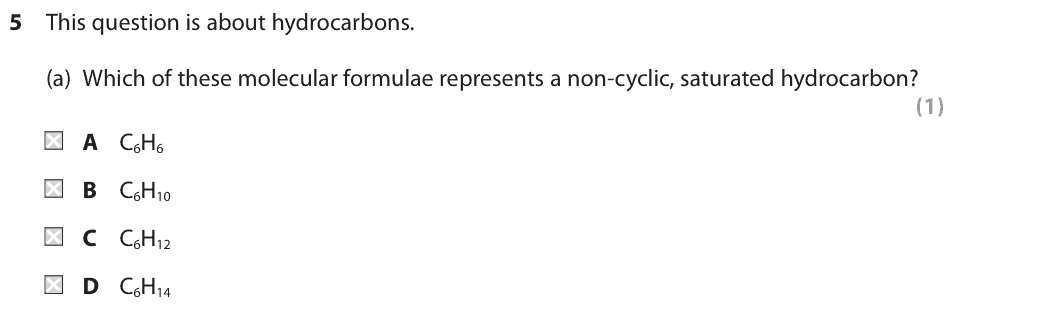 5 This question is about hydrocarbons.
(a) Which of these molecular formulae represents a non-cyclic, saturated hydrocarbon?
(1)
A C₆H₆
B C₆H₁₀
C C₆H₁₂
D C₆H₁₄